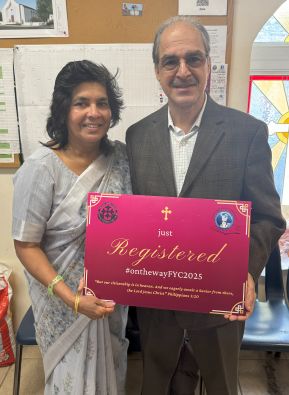 just
Registered
#onthewayFYC2025
"But our citizenship is in heaven, and we eagerly await a Savior from there,
the Lord Jesus Christ" Philippians 3:20